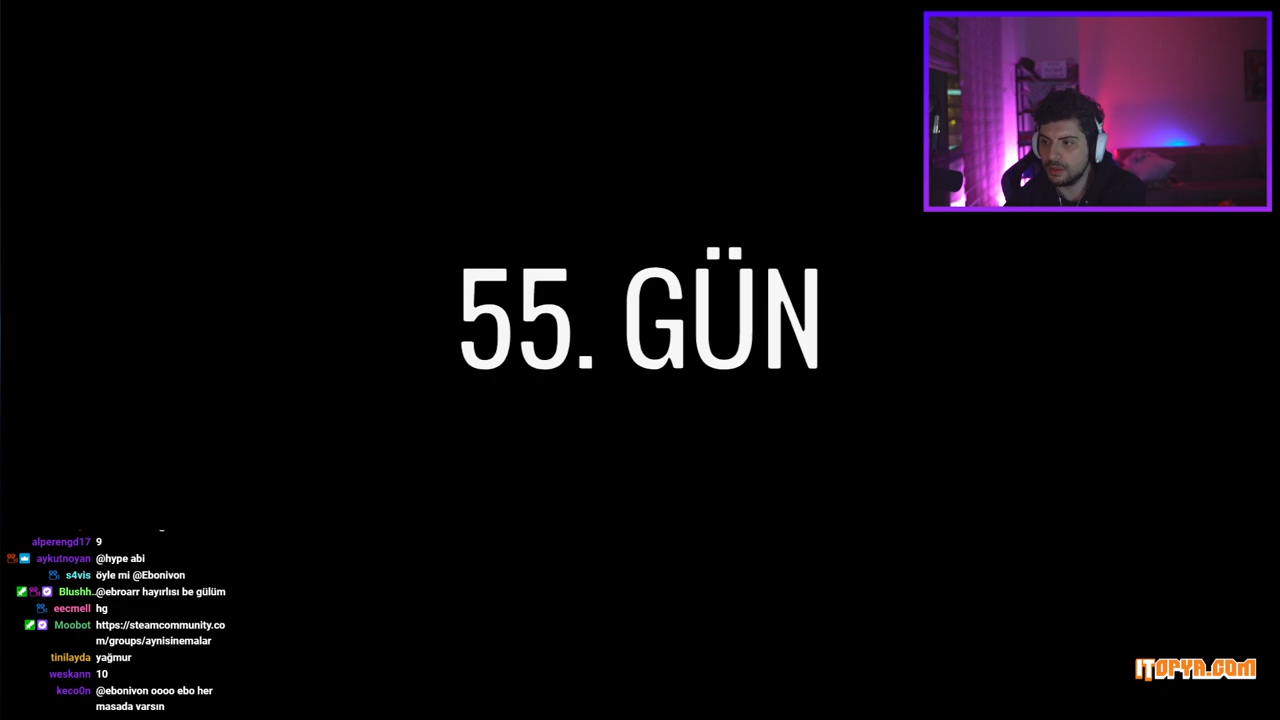 55. GÜN
alperengd17 9
aykutnoyan @hype abi
s4vis öyle mi @Ebonivon
Blushh.. @ebroarr hayırlısı be gülüm
eecmell hg
Moobot https://steamcommunity.co
m/groups/aynisinemalar
tinilayda yağmur
weskann 10
keco0n @ebonivon oooo ebo her
masada varsın
ITOPYA.COM